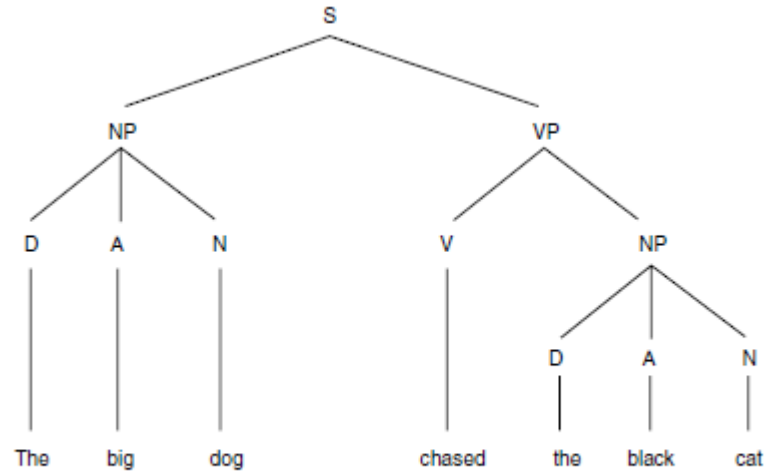 S
NP VP
D A N V NP
D A N
The big dog chased the black cat